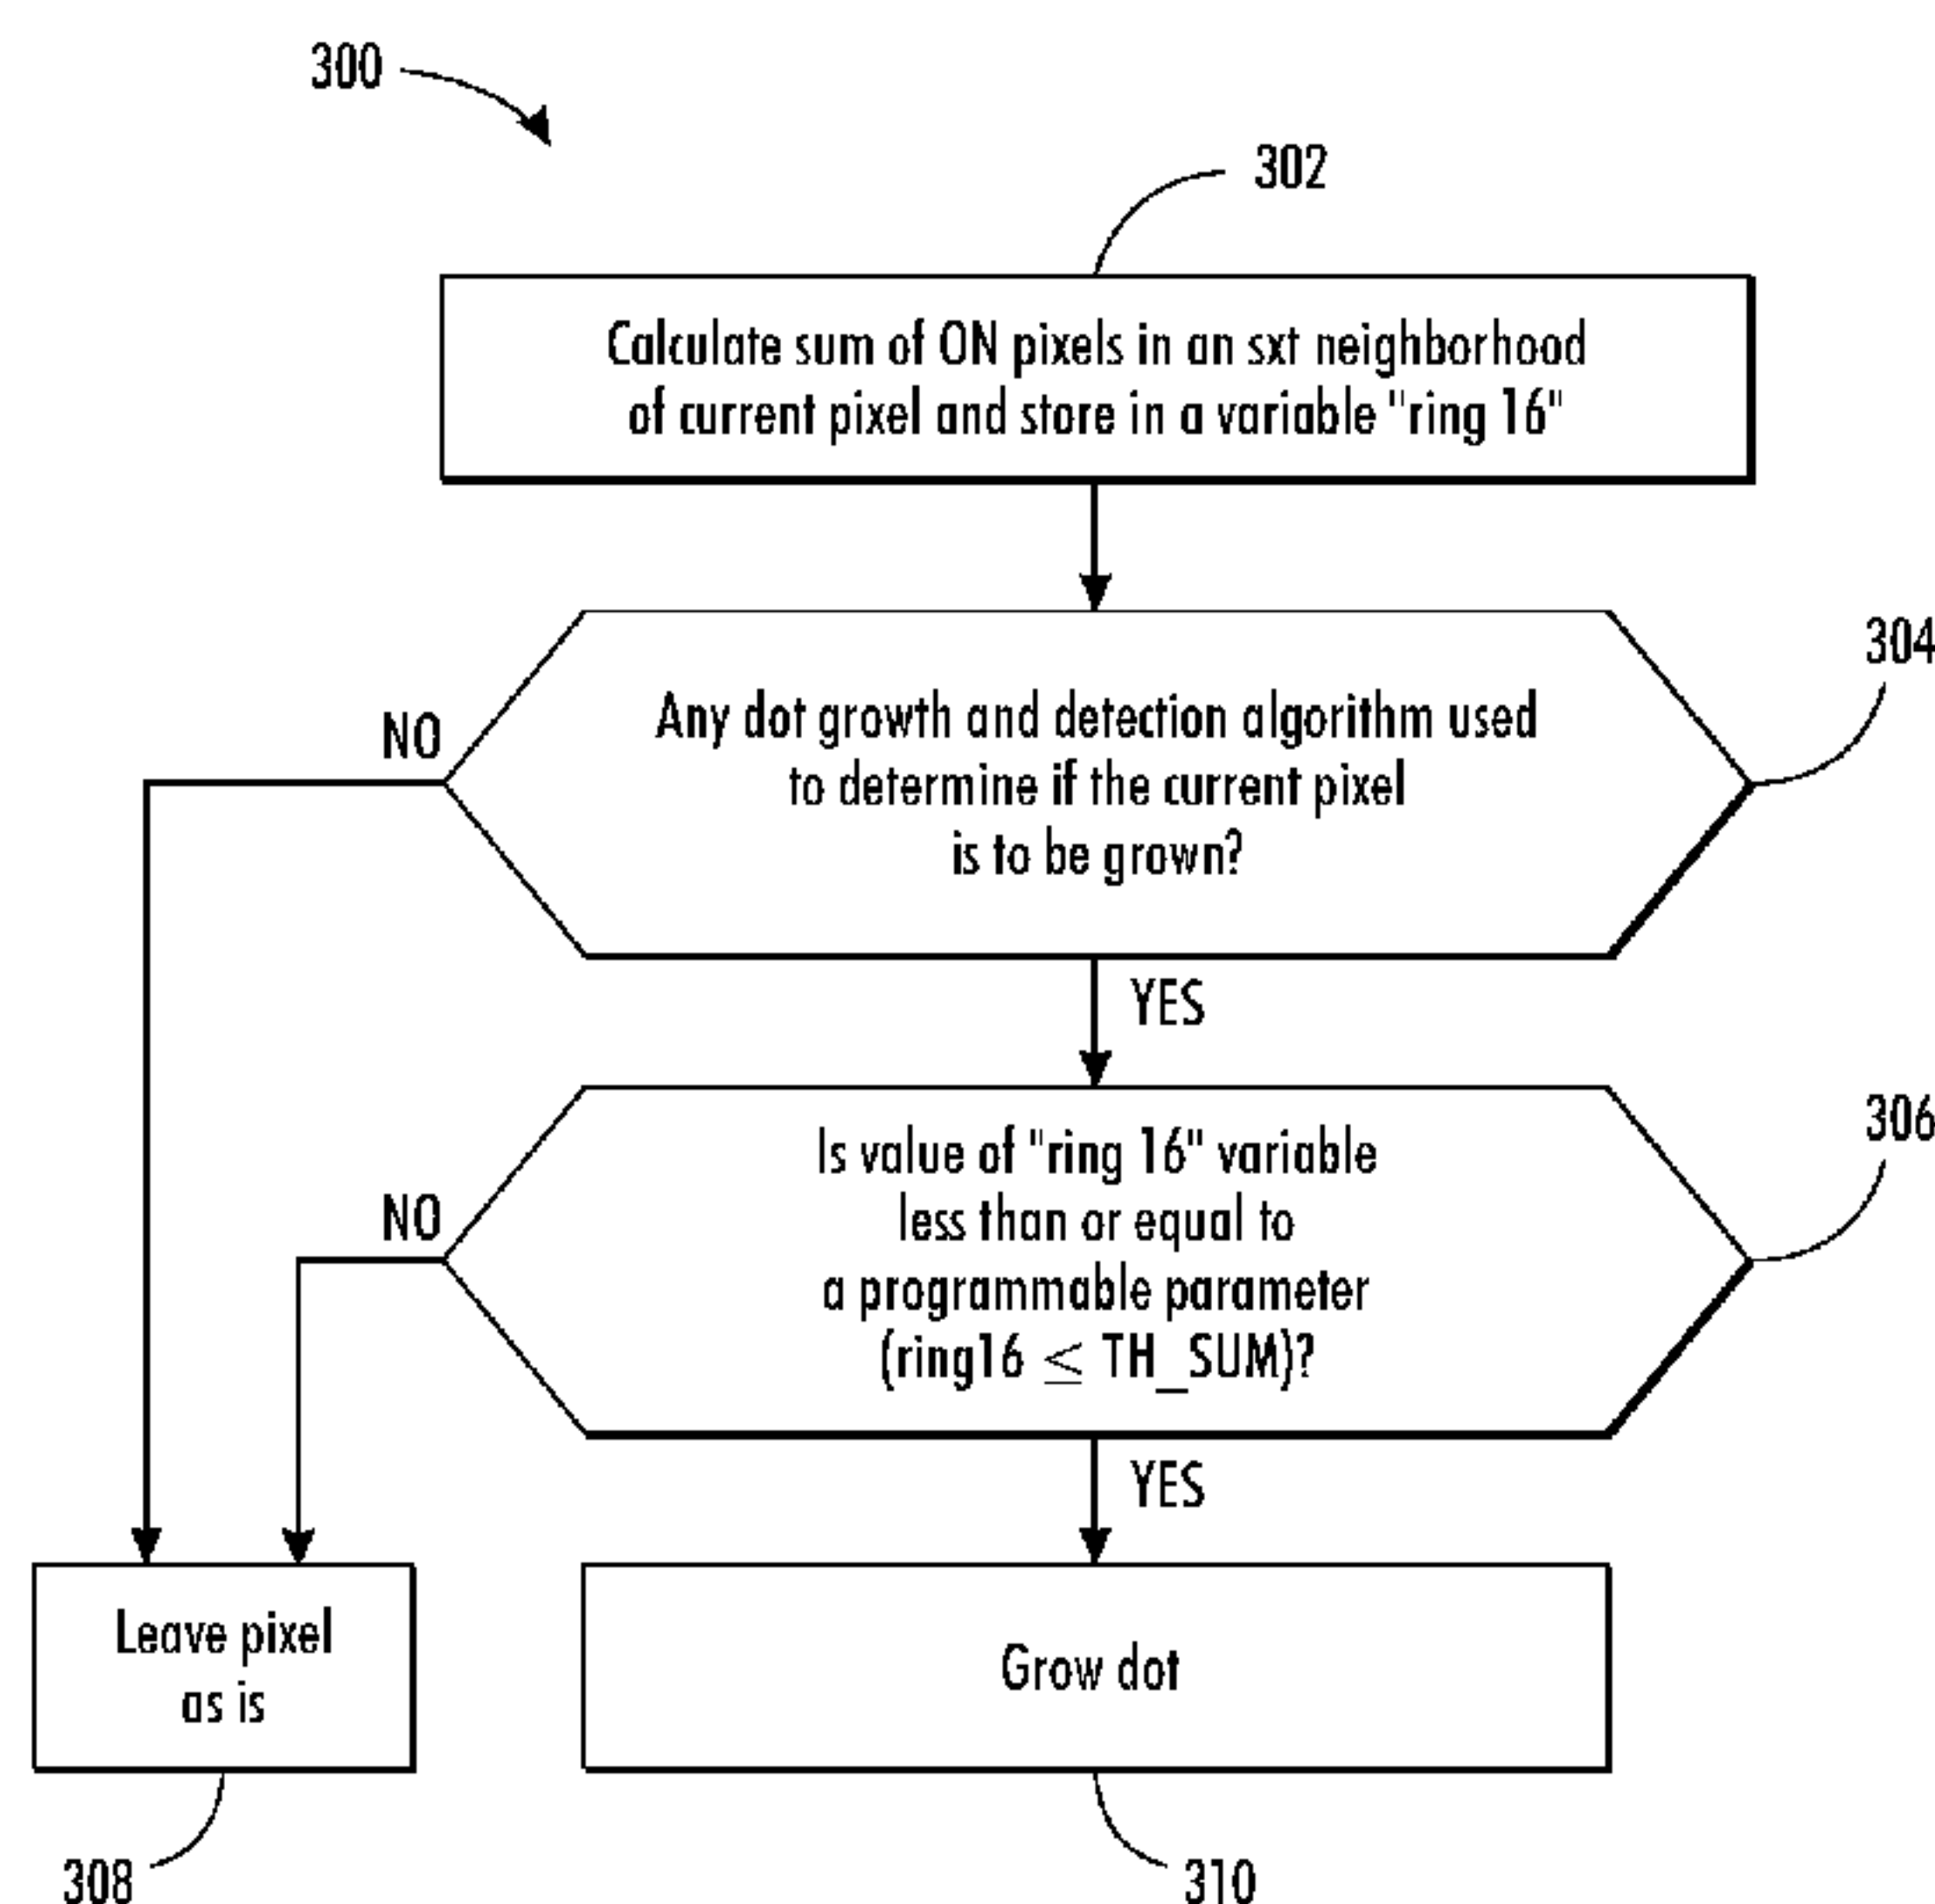 300
302
Calculate sum of ON pixels in an sxt neighborhood
of current pixel and store in a variable "ring 16"
304
NO
Any dot growth and detection algorithm used
to determine if the current pixel
is to be grown?
YES
306
NO
Is value of "ring 16" variable
less than or equal to
a programmable parameter
(ring16 ≤ TH_SUM)?
YES
Leave pixel
as is
Grow dot
308
310